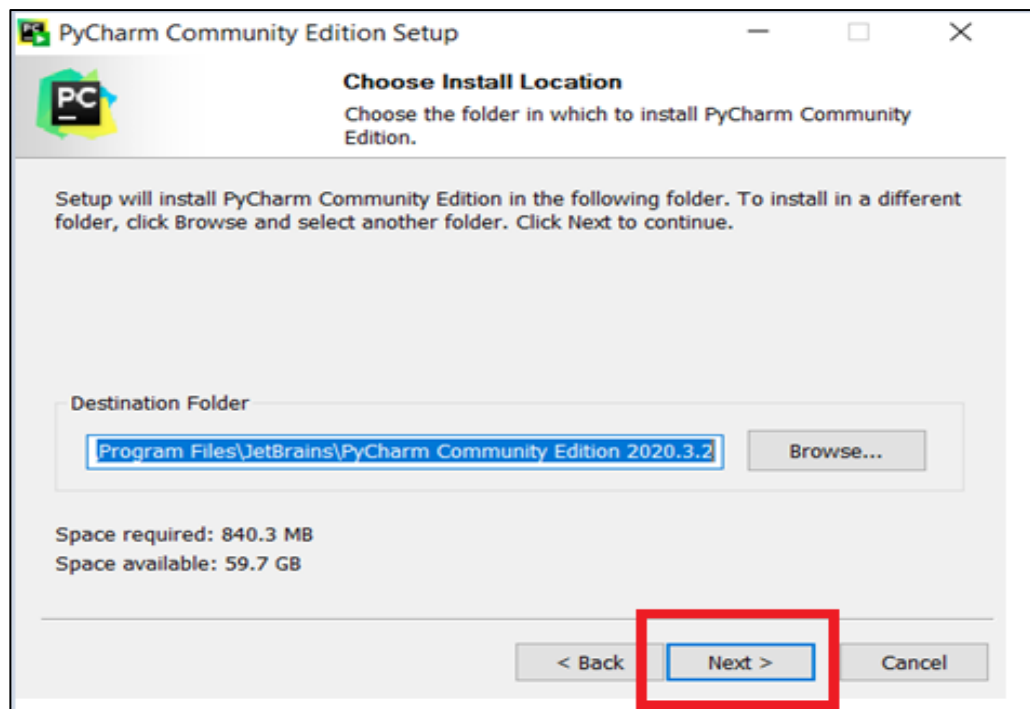 PyCharm Community Edition Setup
PC
Choose Install Location
Choose the folder in which to install PyCharm Community
Edition.
Setup will install PyCharm Community Edition in the following folder. To install in a different
folder, click Browse and select another folder. Click Next to continue.
Destination Folder
Program Files\JetBrains\PyCharm Community Edition 2020.3.2
Browse...
Space required: 840.3 MB
Space available: 59.7 GB
< Back
Next >
Cancel